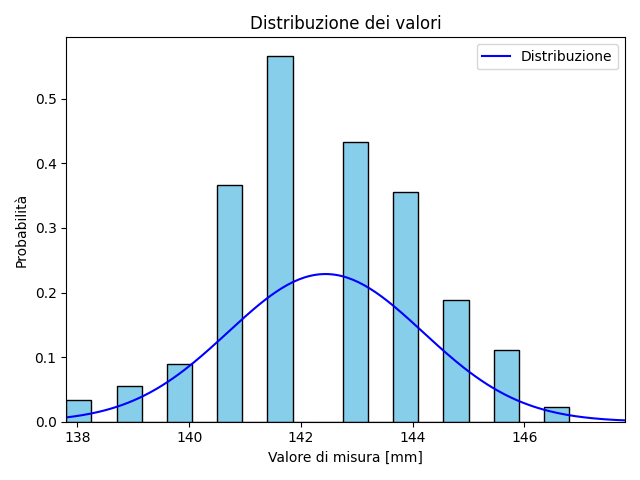 Distribuzione dei valori
Distribuzione
Probabilità
0.5
0.4
0.3
0.2
0.1
0.0
138 140 142 144 146
Valore di misura [mm]